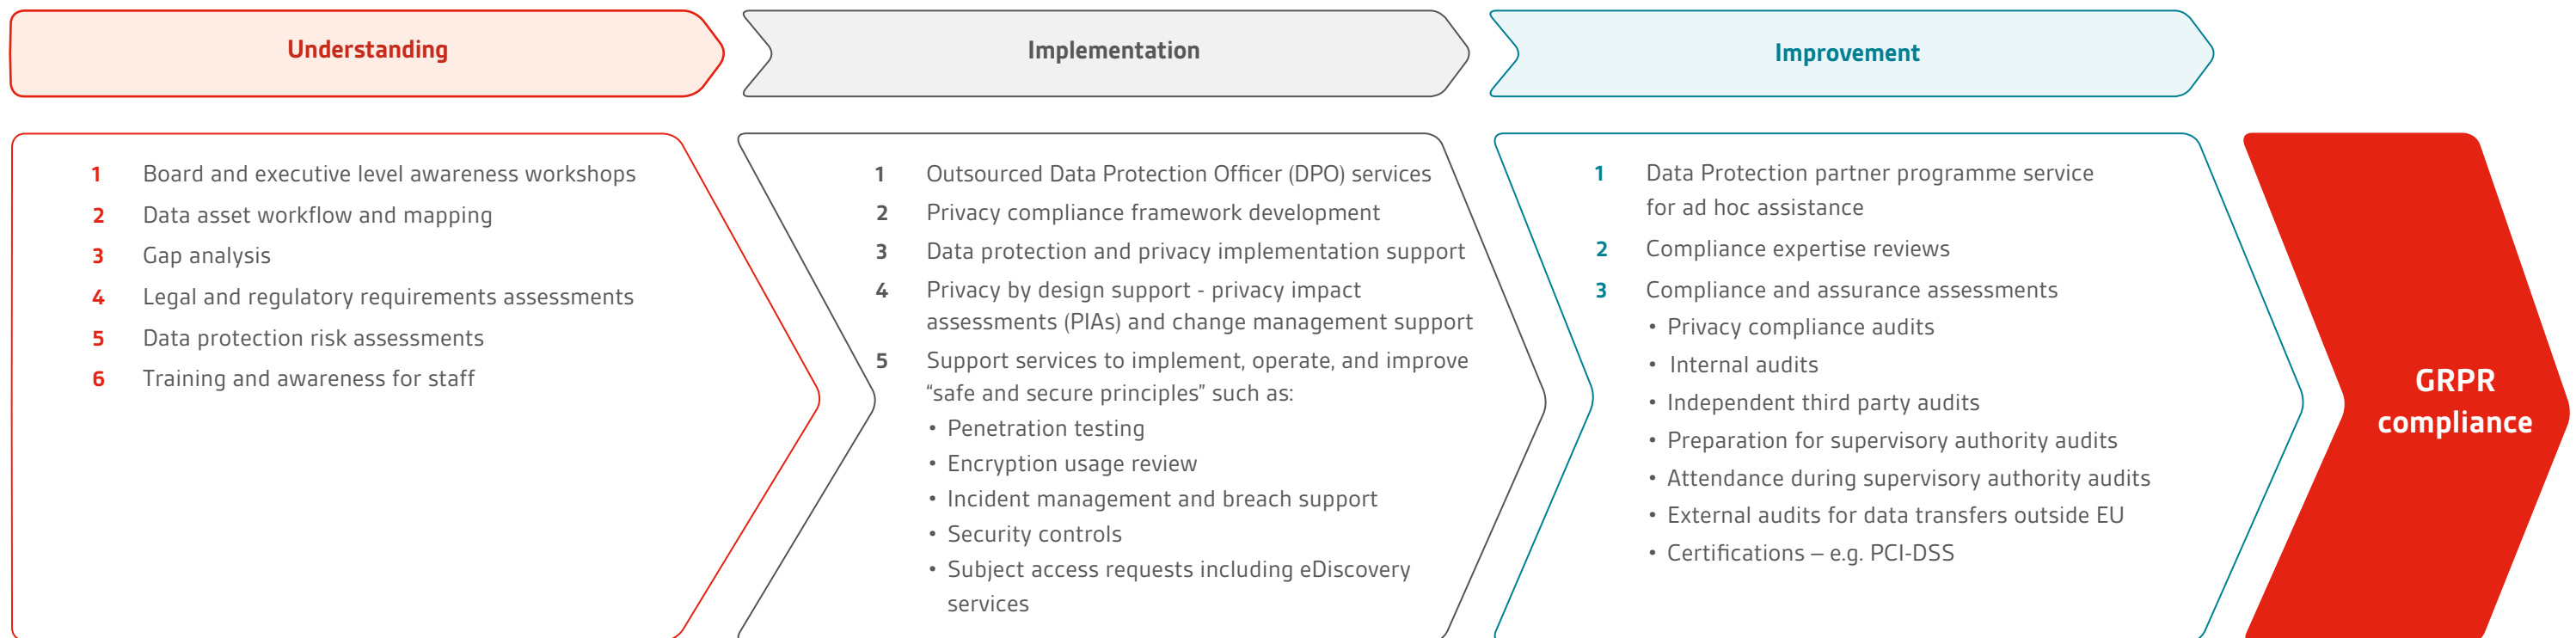 Understanding
Implementation
Improvement
1 Board and executive level awareness workshops
2 Data asset workflow and mapping
3 Gap analysis
4 Legal and regulatory requirements assessments
5 Data protection risk assessments
6 Training and awareness for staff
1 Outsourced Data Protection Officer (DPO) services
2 Privacy compliance framework development
3 Data protection and privacy implementation support
4 Privacy by design support - privacy impact
assessments (PIAs) and change management support
5 Support services to implement, operate, and improve
“safe and secure principles” such as:
• Penetration testing
• Encryption usage review
• Incident management and breach support
• Security controls
• Subject access requests including eDiscovery
services
1 Data Protection partner programme service
for ad hoc assistance
2 Compliance expertise reviews
3 Compliance and assurance assessments
• Privacy compliance audits
• Internal audits
• Independent third party audits
• Preparation for supervisory authority audits
• Attendance during supervisory authority audits
• External audits for data transfers outside EU
• Certifications – e.g. PCI-DSS
GRPR
compliance